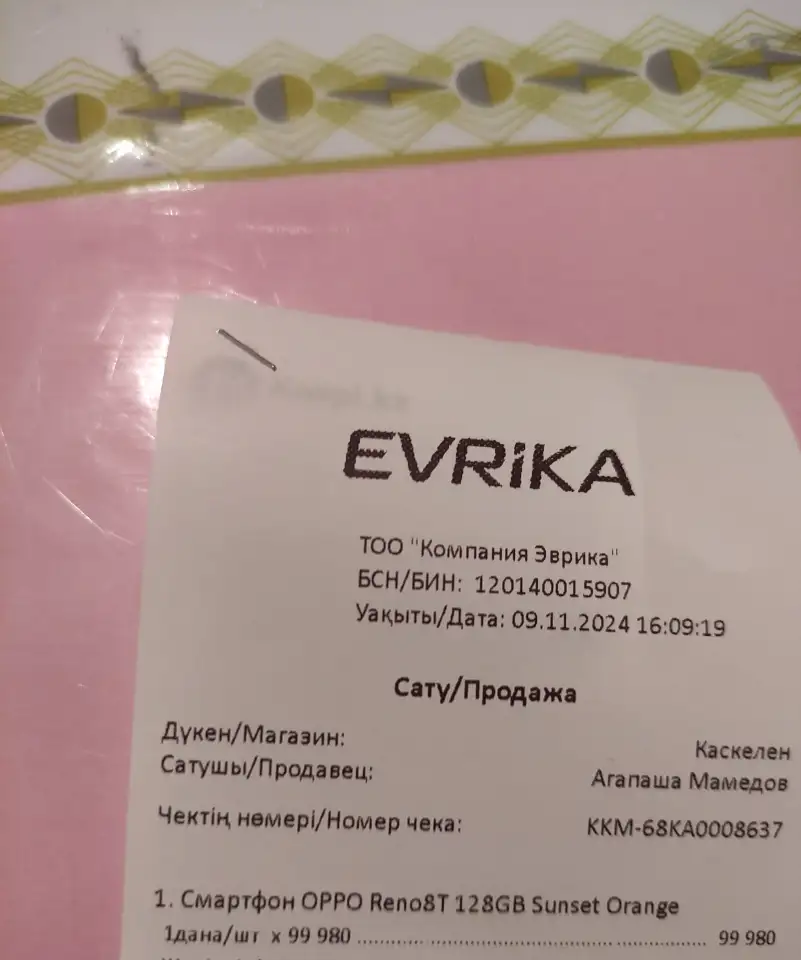 EVRiKA
ТОО "Компания Эврика"
БСН/БИН: 120140015907
Уақыты/Дата: 09.11.2024 16:09:19
Сату/Продажа
Дүкен/Магазин: Каскелен
Сатушы/Продавец: Агапаша Мамедов
Чектің нөмері/Номер чека: ККМ-68КА0008637
1. Смартфон OPPO Reno8T 128GB Sunset Orange
1дана/шт х 99 980 ........................................................ 99 980